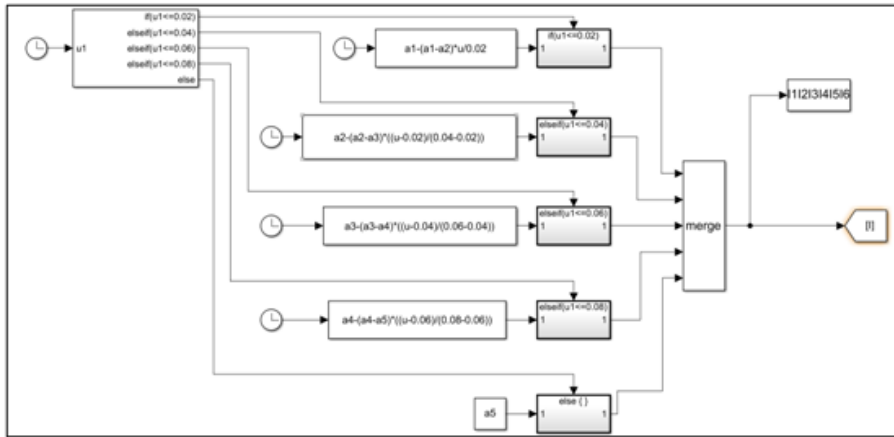 if(u1<=0.02)
elseif(u1<=0.04)
u1
elseif(u1<=0.06)
elseif(u1<=0.08)
else
a1-(a1-a2)*u/0.02
if(u1<=0.02)
1
1
I1I2I3I4I5I6
a2-(a2-a3)*((u-0.02)/(0.04-0.02))
elseif(u1<=0.04)
1
1
a3-(a3-a4)*((u-0.04)/(0.06-0.04))
elseif(u1<=0.06)
1
1
merge
[I]
a4-(a4-a5)*((u-0.06)/(0.08-0.06))
elseif(u1<=0.08)
1
1
a5
else { }
1
1